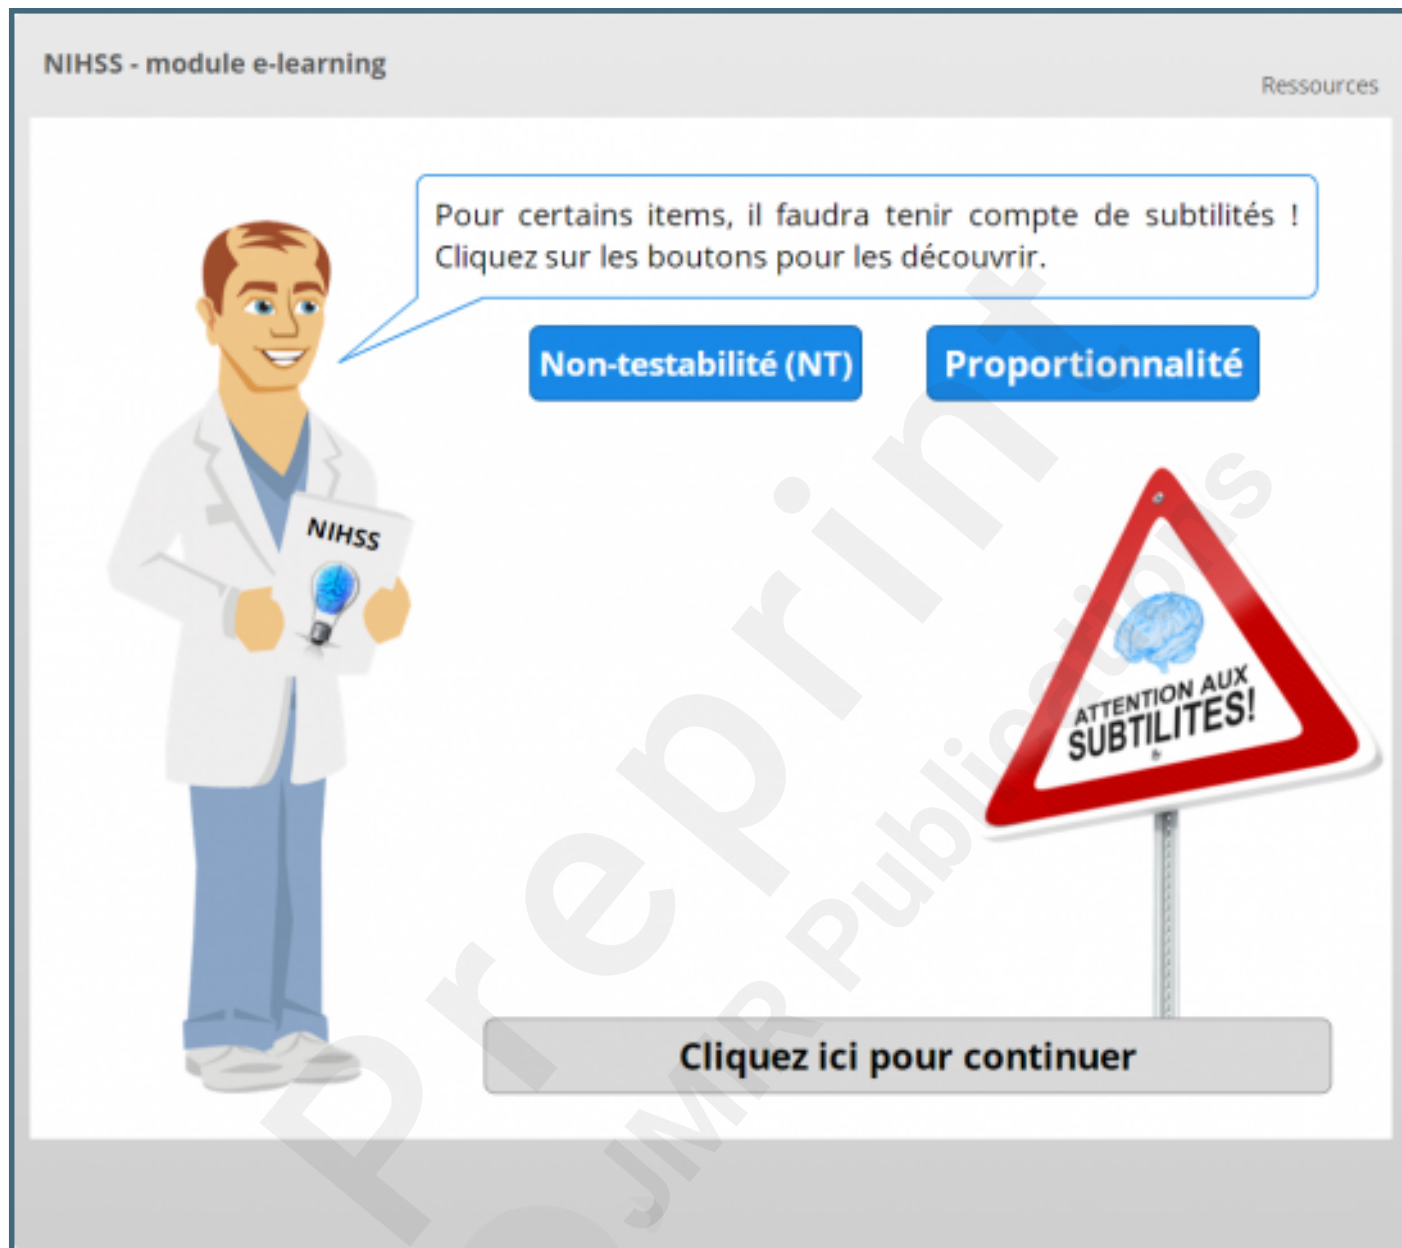 NIHSS - module e-learning
Ressources
Pour certains items, il faudra tenir compte de subtilités !
Cliquez sur les boutons pour les découvrir.
Non-testabilité (NT)
Proportionnalité
NIHSS
ATTENTION AUX
SUBTILITES!
Cliquez ici pour continuer
Preprint
JMIR Publications